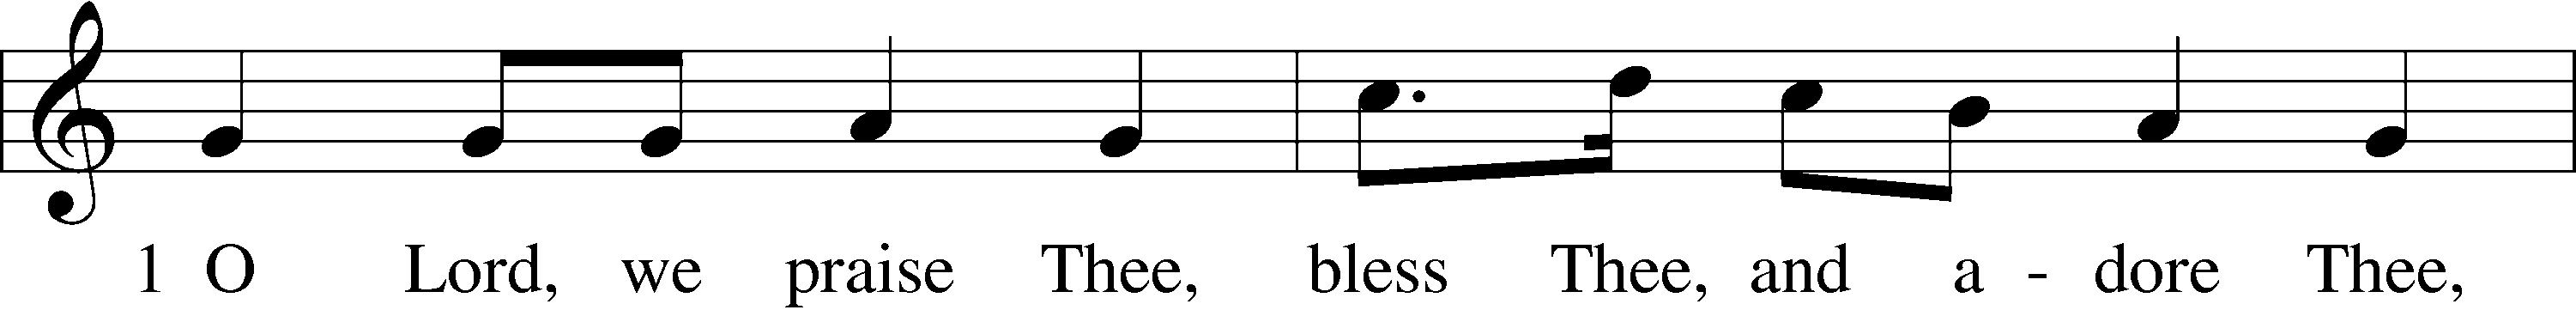 1 O Lord, we praise Thee, bless Thee, and a - dore Thee,